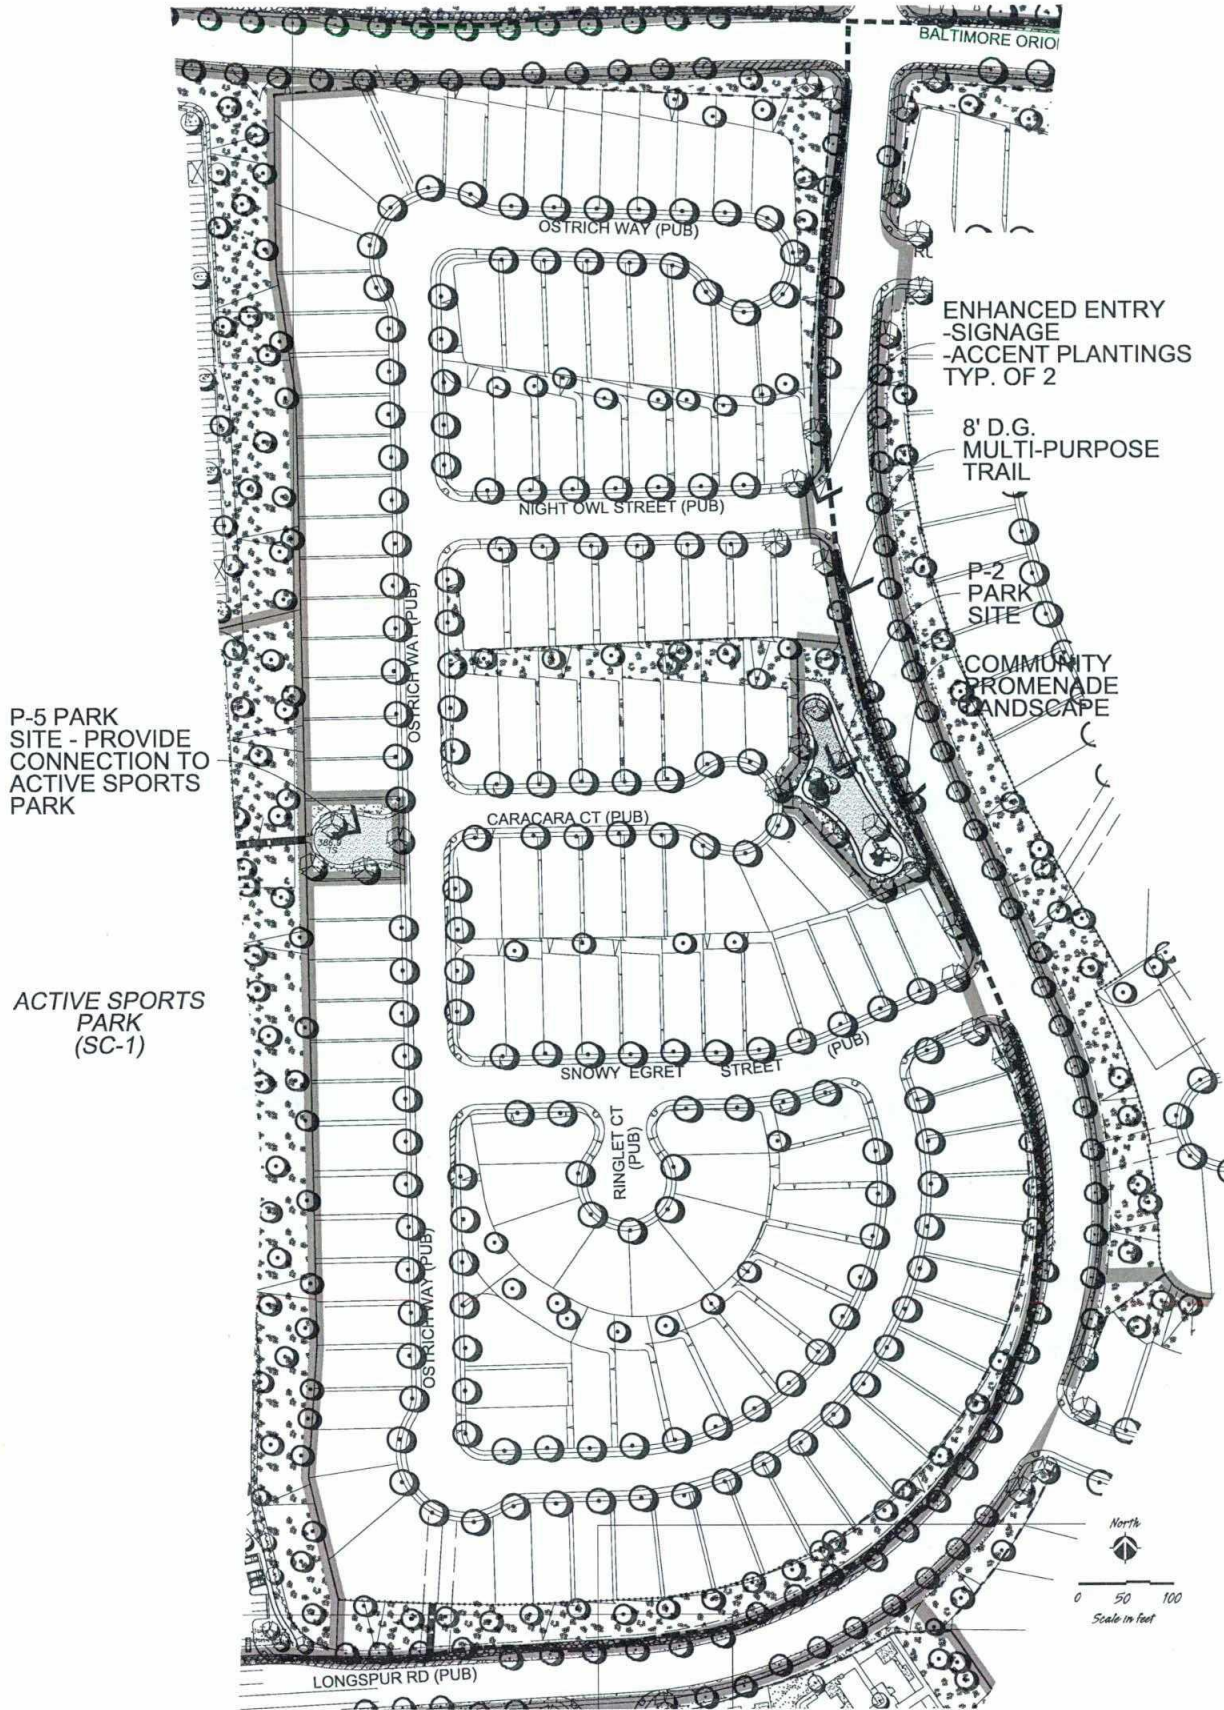 BALTIMORE ORIO
OSTRICH WAY (PUB)
RU
ENHANCED ENTRY
-SIGNAGE
-ACCENT PLANTINGS
TYP. OF 2
8' D.G.
MULTI-PURPOSE
TRAIL
NIGHT OWL STREET (PUB)
P-2
PARK
SITE
OSTRICH WAY (PUB)
COMMUNITY
PROMENADE
LANDSCAPE
P-5 PARK
SITE - PROVIDE
CONNECTION TO
ACTIVE SPORTS
PARK
CARACARA CT (PUB)
ACTIVE SPORTS
PARK
(SC-1)
SNOWY EGRET STREET (PUB)
RINGLET CT
(PUB)
OSTRICH WAY (PUB)
North
0 50 100
Scale in feet
LONGSPUR RD (PUB)